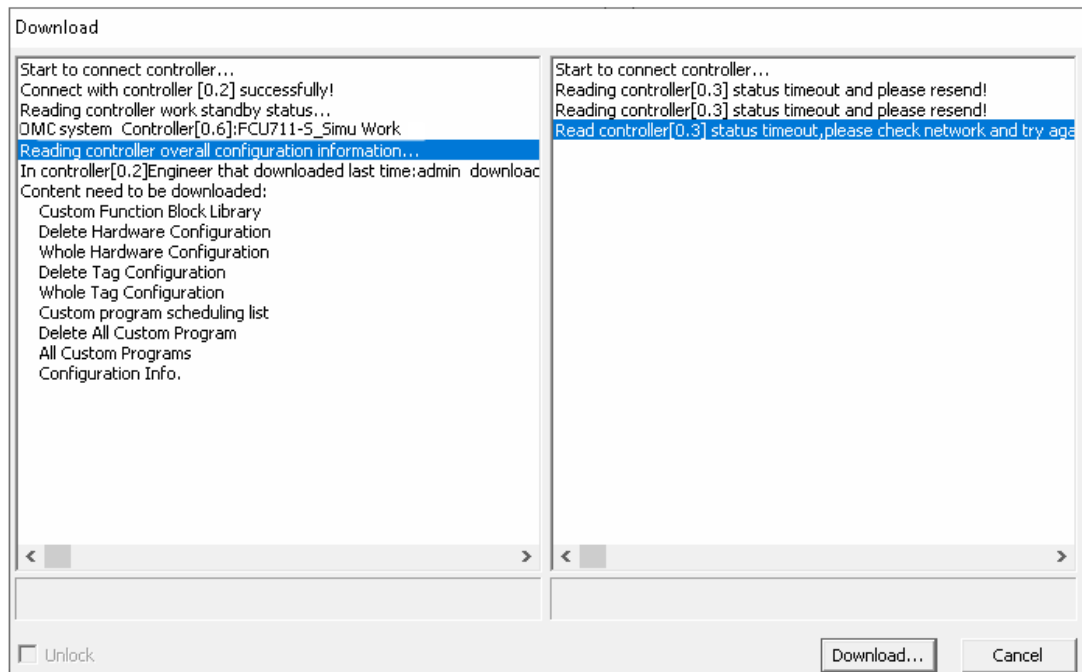 Download
Start to connect controller...
Connect with controller [0.2] successfully!
Reading controller work standby status...
OMC system Controller[0.6]:FCU711-S_Simu Work
Reading controller overall configuration information...
In controller[0.2]Engineer that downloaded last time:admin downloac
Content need to be downloaded:
Custom Function Block Library
Delete Hardware Configuration
Whole Hardware Configuration
Delete Tag Configuration
Whole Tag Configuration
Custom program scheduling list
Delete All Custom Program
All Custom Programs
Configuration Info.
Start to connect controller...
Reading controller[0.3] status timeout and please resend!
Reading controller[0.3] status timeout and please resend!
Read controller[0.3] status timeout,please check network and try aga
Unlock
Download...
Cancel